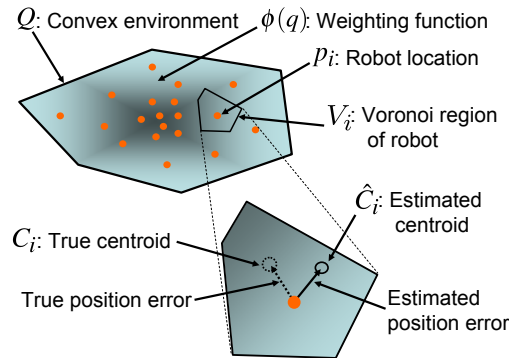 Q: Convex environment
ϕ(q): Weighting function
p_i: Robot location
V_i: Voronoi region
of robot
Ĉ_i: Estimated
centroid
C_i: True centroid
True position error
Estimated
position error